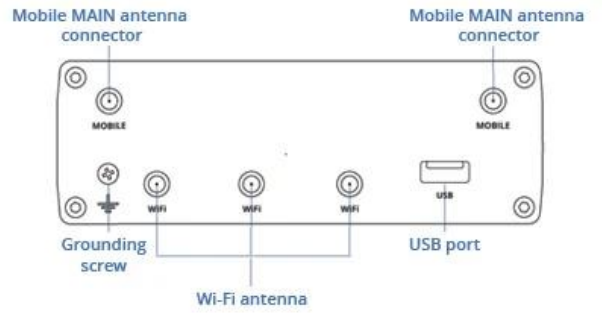 Mobile MAIN antenna
connector
Mobile MAIN antenna
connector
MOBILE
MOBILE
WiFi
WiFi
WiFi
USB
Grounding
screw
USB port
Wi-Fi antenna